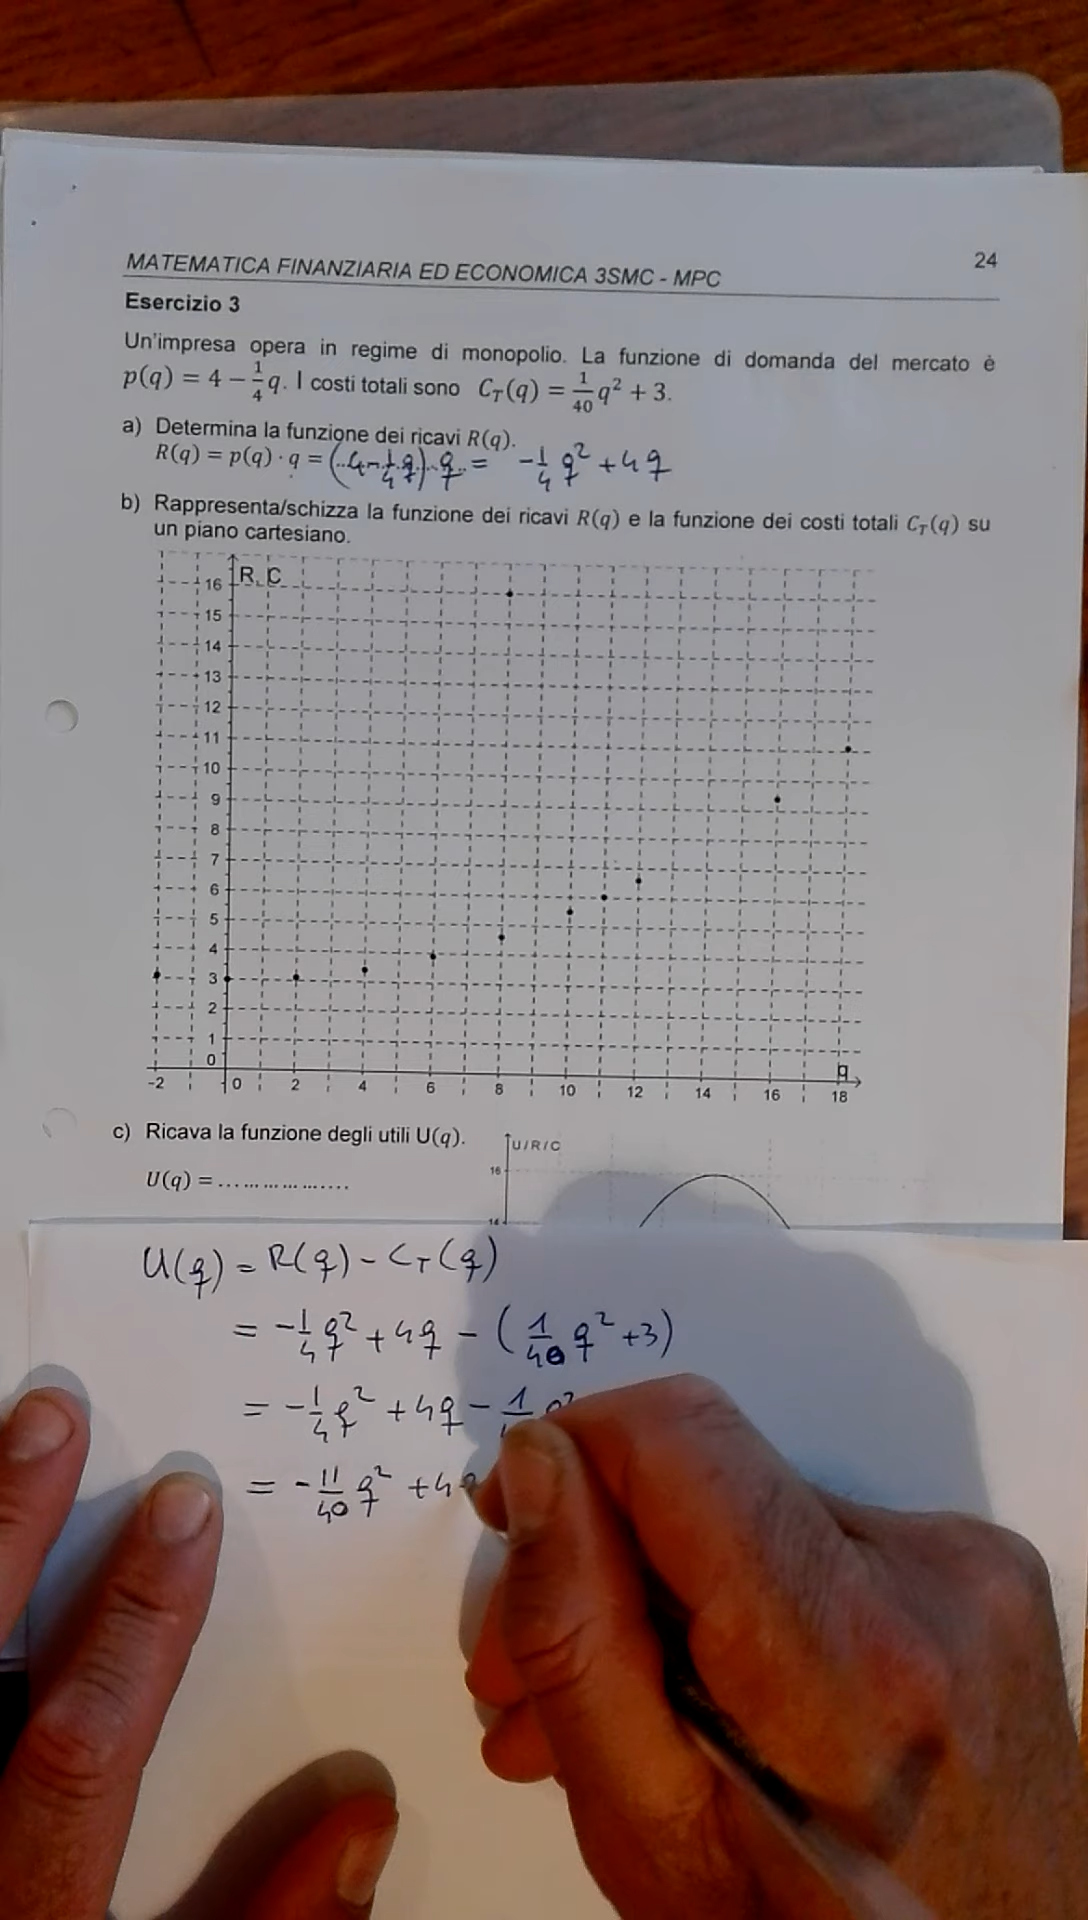 MATEMATICA FINANZIARIA ED ECONOMICA 3SMC - MPC 24
Esercizio 3
Un'impresa opera in regime di monopolio. La funzione di domanda del mercato è
p(q) = 4 − 1/4 q. I costi totali sono C_T(q) = 1/40 q² + 3.
a) Determina la funzione dei ricavi R(q).
R(q) = p(q) · q = (4 − 1/4 q) · q = −1/4 q² + 4q
b) Rappresenta/schizza la funzione dei ricavi R(q) e la funzione dei costi totali C_T(q) su
un piano cartesiano.
R, C
16
15
14
13
12
11
10
9
8
7
6
5
4
3
2
1
0
-2 0 2 4 6 8 10 12 14 16 18
q
c) Ricava la funzione degli utili U(q).
U(q) = ..................
U/R/C
16
14
U(q) = R(q) − C_T(q)
= −1/4 q² + 4q − (1/40 q² + 3)
= −1/4 q² + 4q − 1
= −11/40 q² + 4